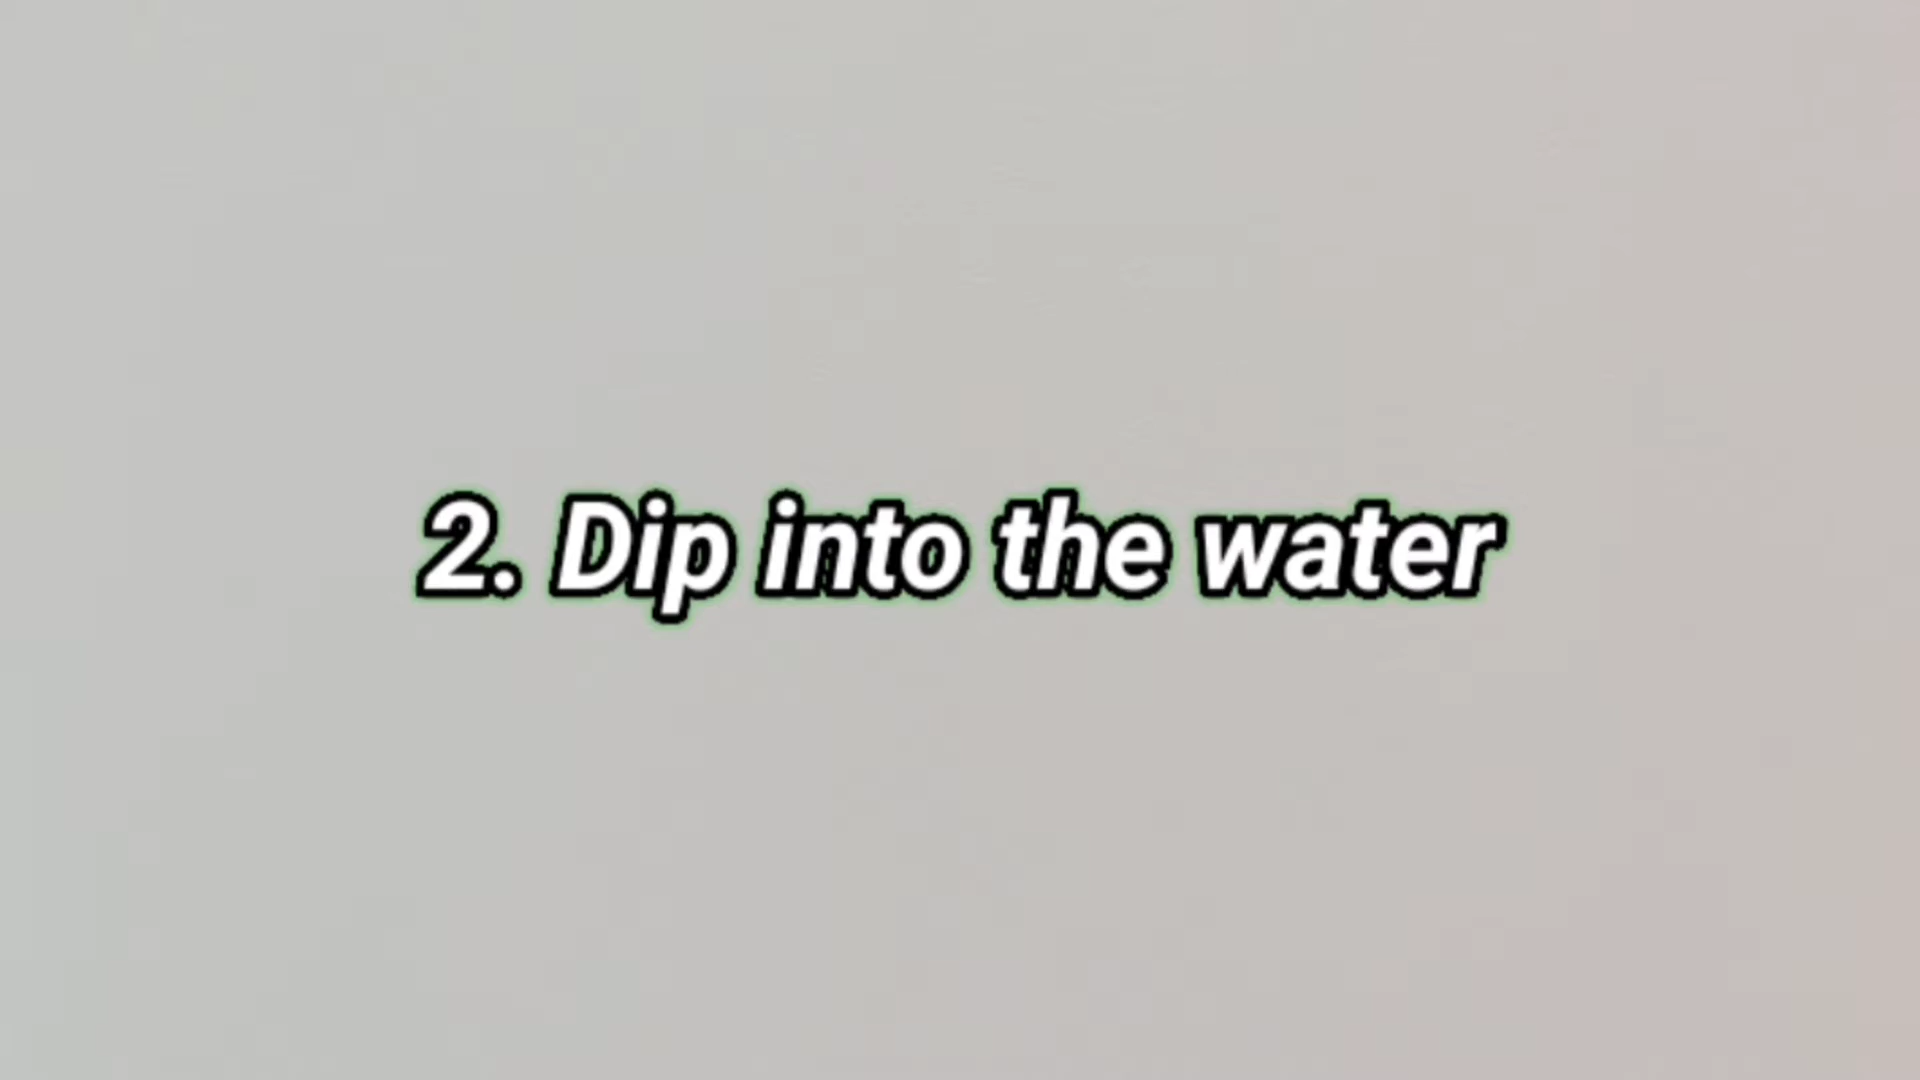 2. Dip into the water